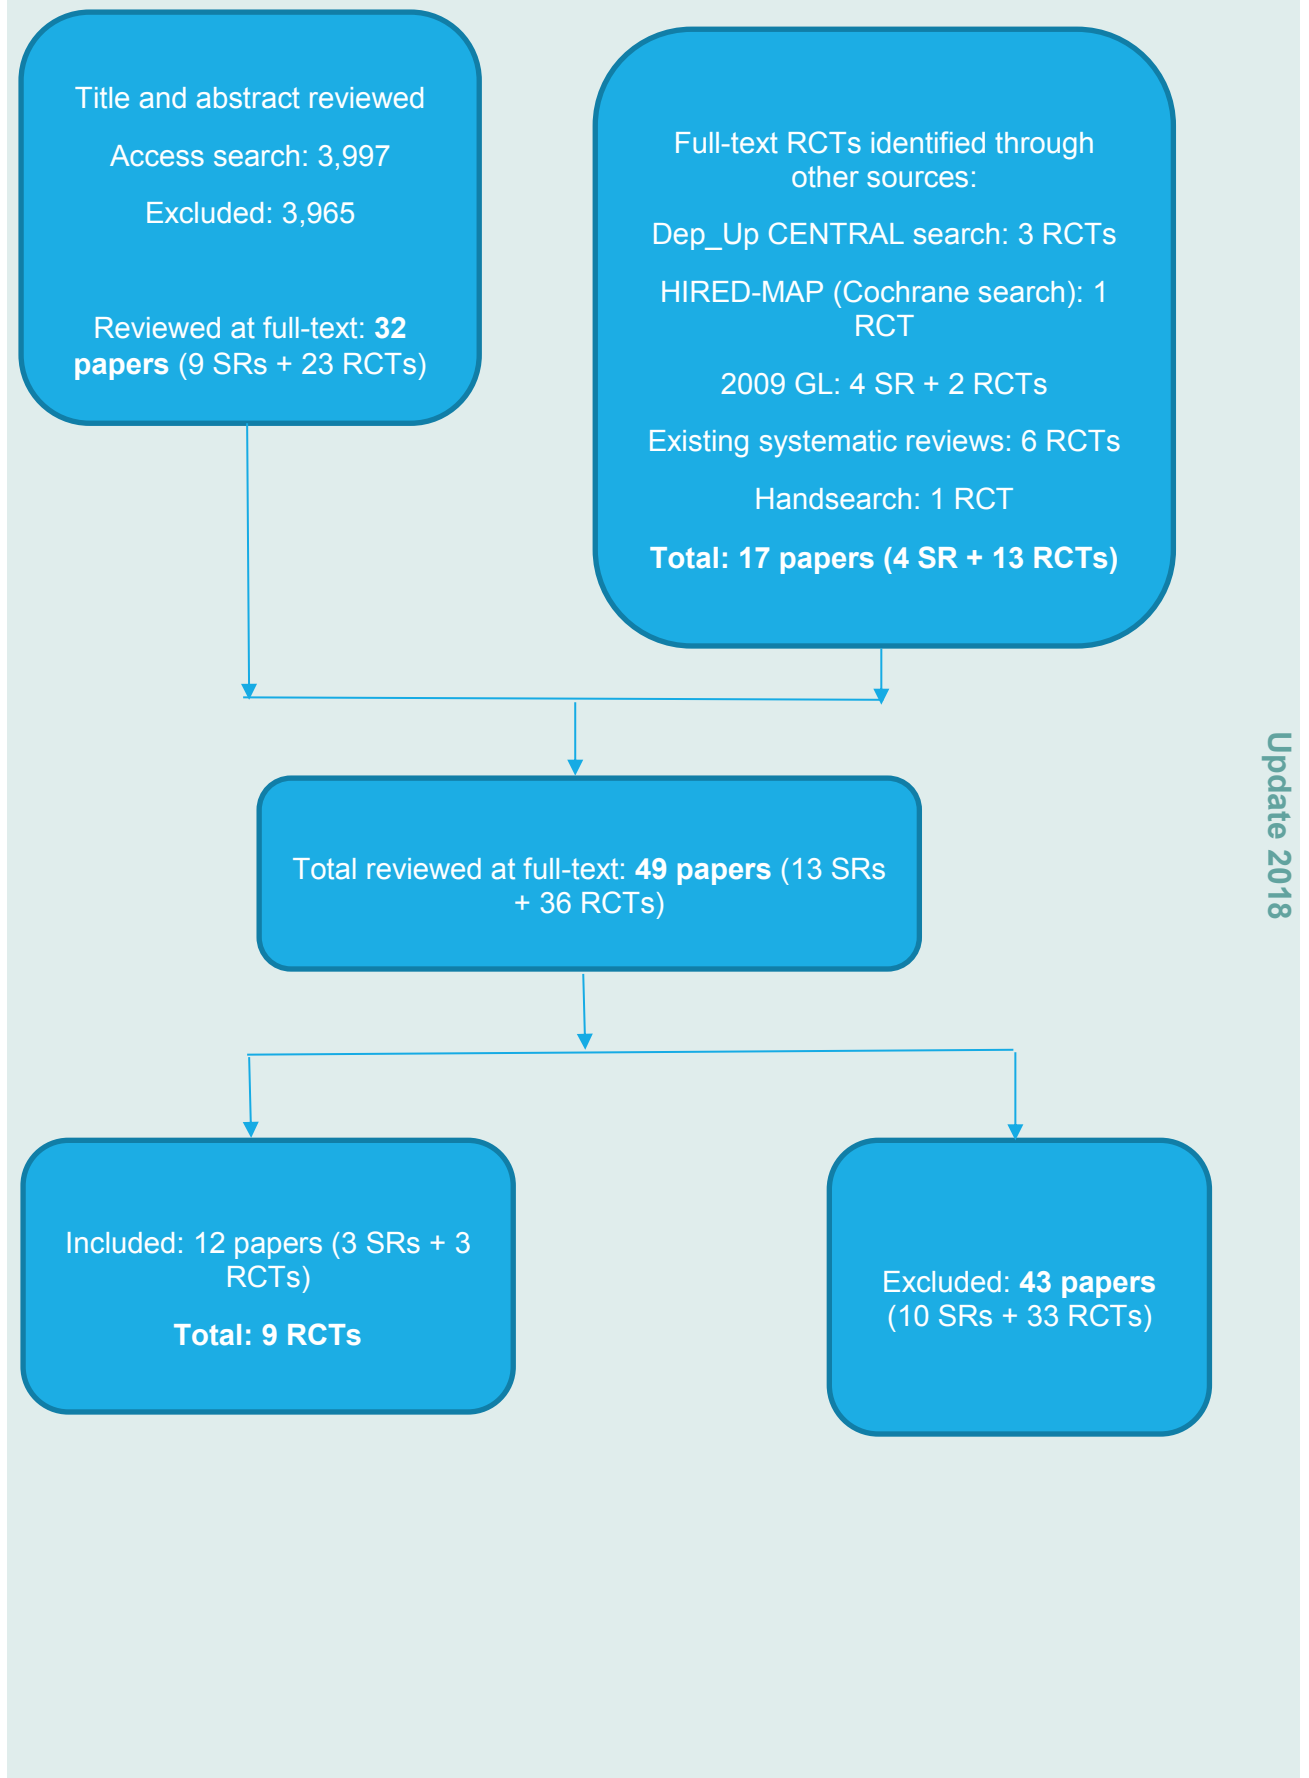 Title and abstract reviewed
Access search: 3,997
Excluded: 3,965
Reviewed at full-text: 32
papers (9 SRs + 23 RCTs)
Full-text RCTs identified through
other sources:
Dep_Up CENTRAL search: 3 RCTs
HIRED-MAP (Cochrane search): 1
RCT
2009 GL: 4 SR + 2 RCTs
Existing systematic reviews: 6 RCTs
Handsearch: 1 RCT
Total: 17 papers (4 SR + 13 RCTs)
Total reviewed at full-text: 49 papers (13 SRs
+ 36 RCTs)
Included: 12 papers (3 SRs + 3
RCTs)
Total: 9 RCTs
Excluded: 43 papers
(10 SRs + 33 RCTs)
Update 2018